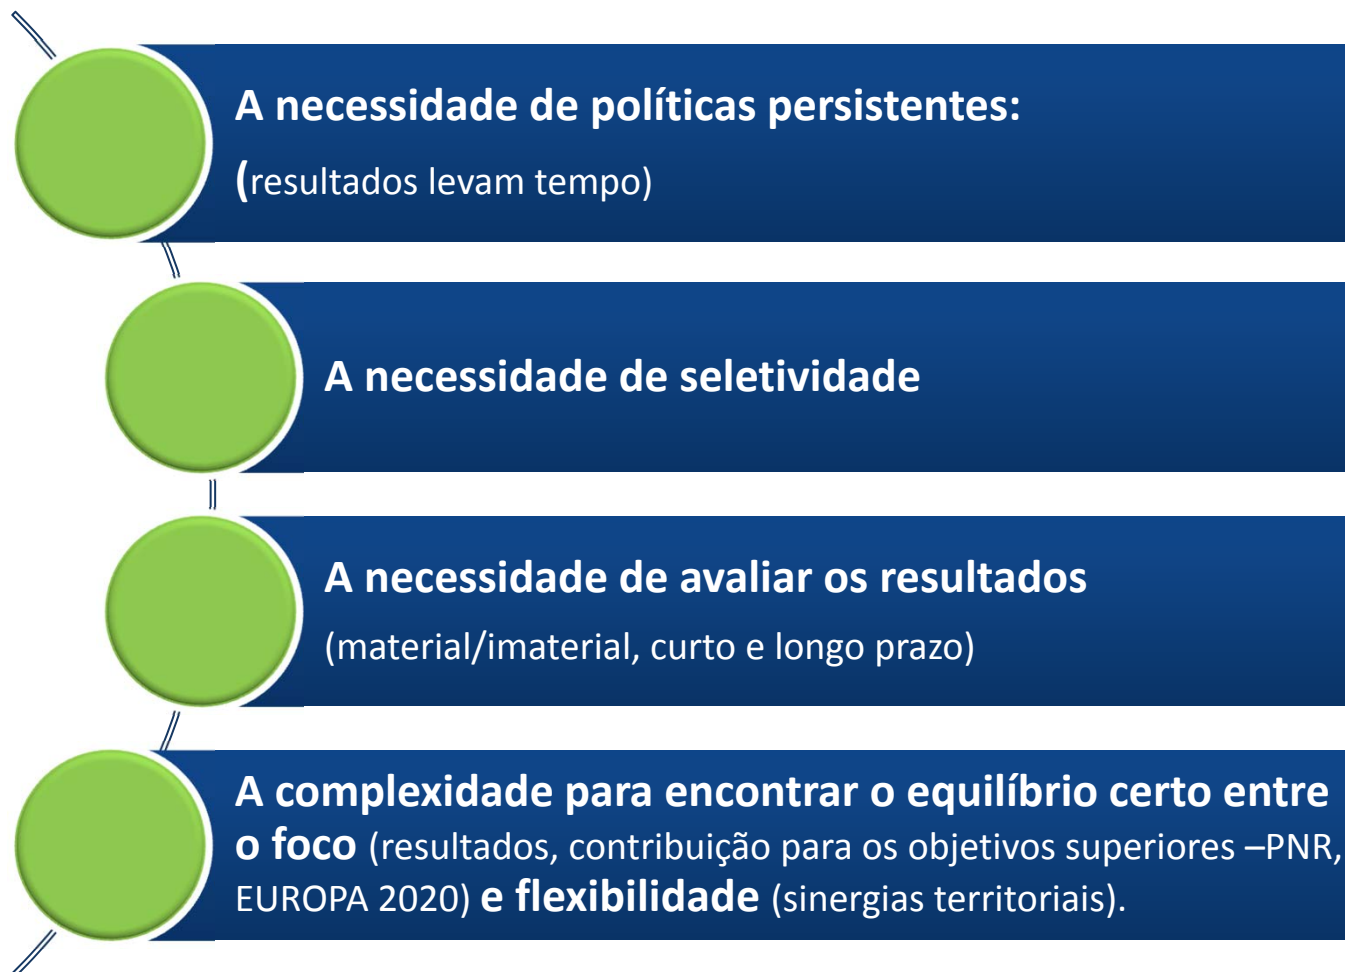 A necessidade de políticas persistentes:
(resultados levam tempo)
A necessidade de seletividade
A necessidade de avaliar os resultados
(material/imaterial, curto e longo prazo)
A complexidade para encontrar o equilíbrio certo entre
o foco (resultados, contribuição para os objetivos superiores –PNR,
EUROPA 2020) e flexibilidade (sinergias territoriais).